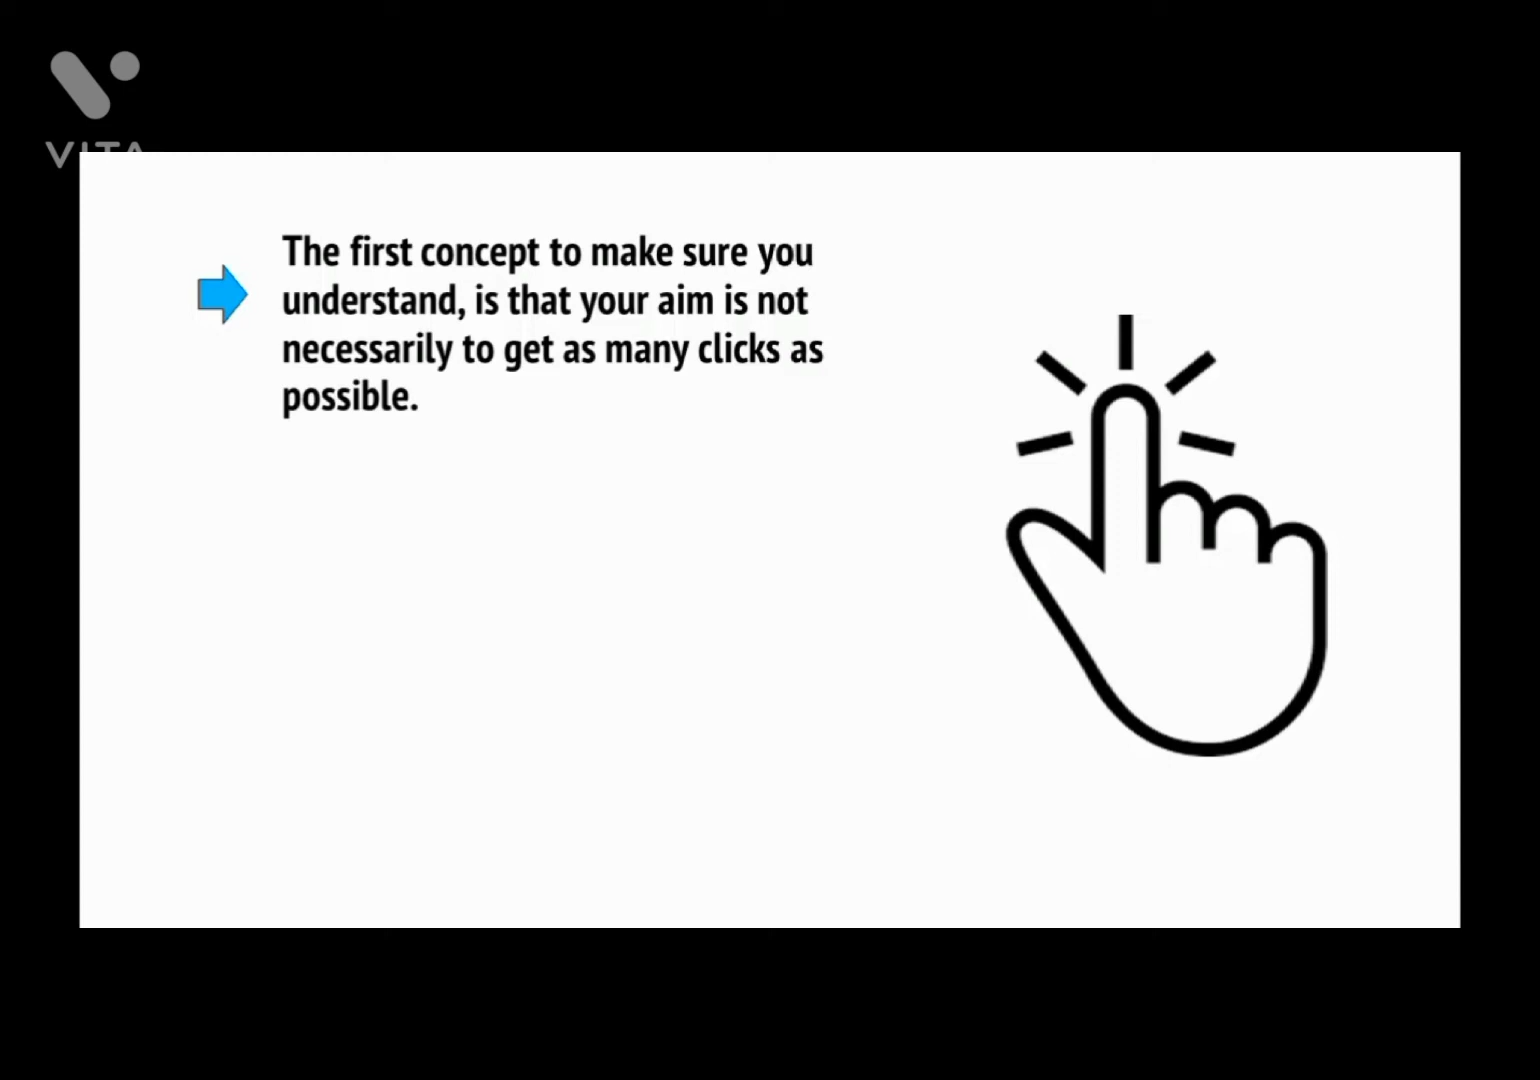 VITA
The first concept to make sure you
understand, is that your aim is not
necessarily to get as many clicks as
possible.